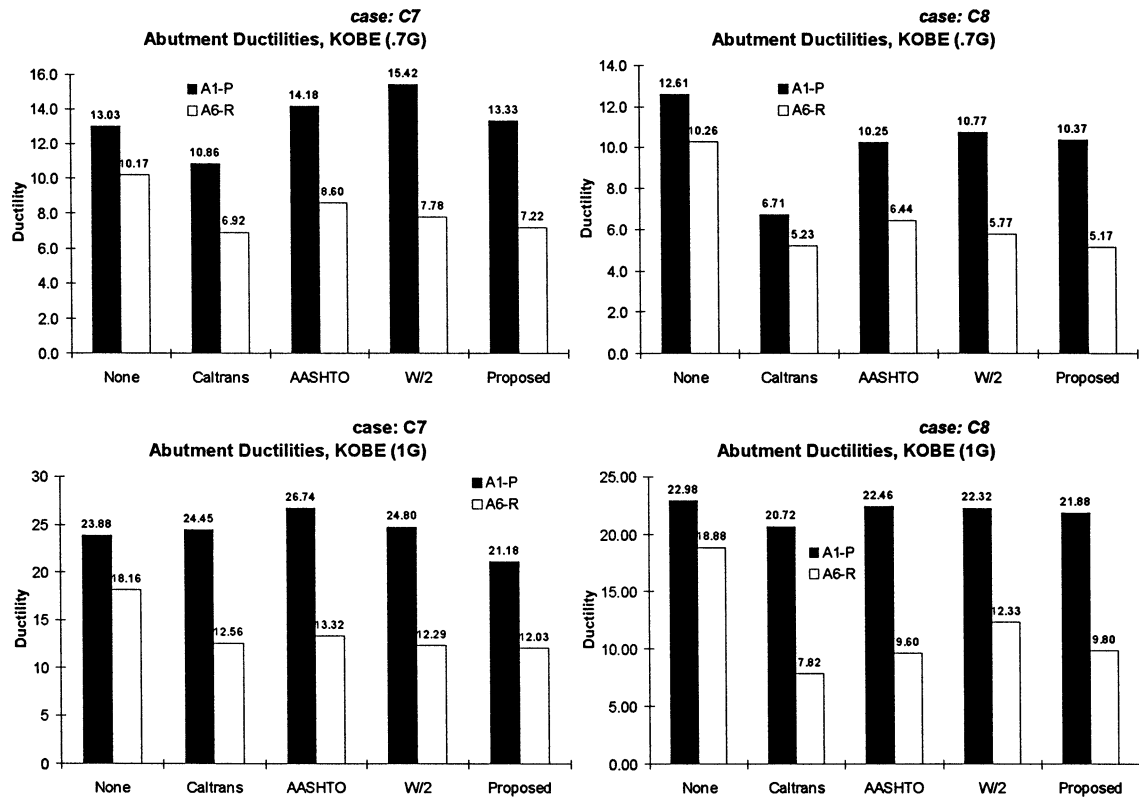 case: C7
Abutment Ductilities, KOBE (.7G)
A1-P
A6-R
Ductility
16.0
14.0
12.0
10.0
8.0
6.0
4.0
2.0
0.0
13.03
10.17
10.86
6.92
14.18
8.60
15.42
7.78
13.33
7.22
None
Caltrans
AASHTO
W/2
Proposed
case: C8
Abutment Ductilities, KOBE (.7G)
A1-P
A6-R
Ductility
14.0
12.0
10.0
8.0
6.0
4.0
2.0
0.0
12.61
10.26
6.71
5.23
10.25
6.44
10.77
5.77
10.37
5.17
None
Caltrans
AASHTO
W/2
Proposed
case: C7
Abutment Ductilities, KOBE (1G)
A1-P
A6-R
Ductility
30
25
20
15
10
5
0
23.88
18.16
24.45
12.56
26.74
13.32
24.80
12.29
21.18
12.03
None
Caltrans
AASHTO
W/2
Proposed
case: C8
Abutment Ductilities, KOBE (1G)
A1-P
A6-R
Ductility
25.00
20.00
15.00
10.00
5.00
0.00
22.98
18.88
20.72
7.82
22.46
9.60
22.32
12.33
21.88
9.80
None
Caltrans
AASHTO
W/2
Proposed